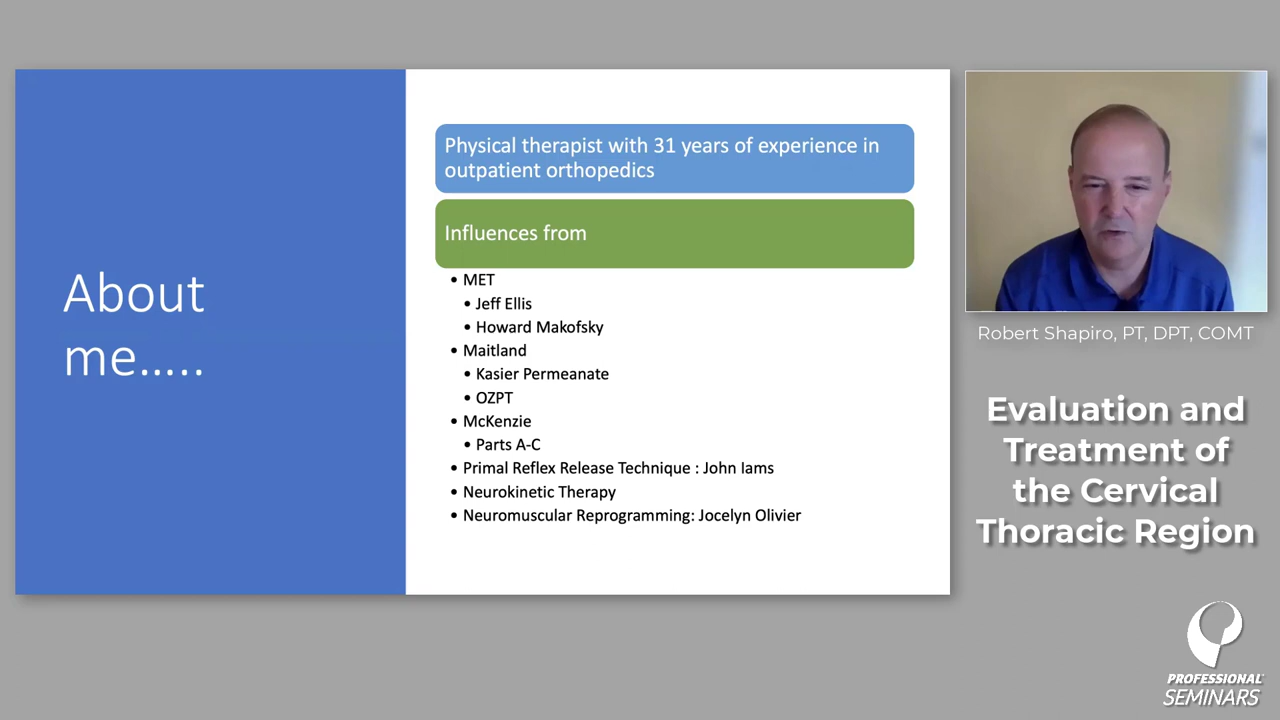 About
me.....
Physical therapist with 31 years of experience in
outpatient orthopedics
Influences from
• MET
• Jeff Ellis
• Howard Makofsky
• Maitland
• Kasier Permeanate
• OZPT
• McKenzie
• Parts A-C
• Primal Reflex Release Technique : John Iams
• Neurokinetic Therapy
• Neuromuscular Reprogramming: Jocelyn Olivier
Robert Shapiro, PT, DPT, COMT
Evaluation and
Treatment of
the Cervical
Thoracic Region
PROFESSIONAL
SEMINARS